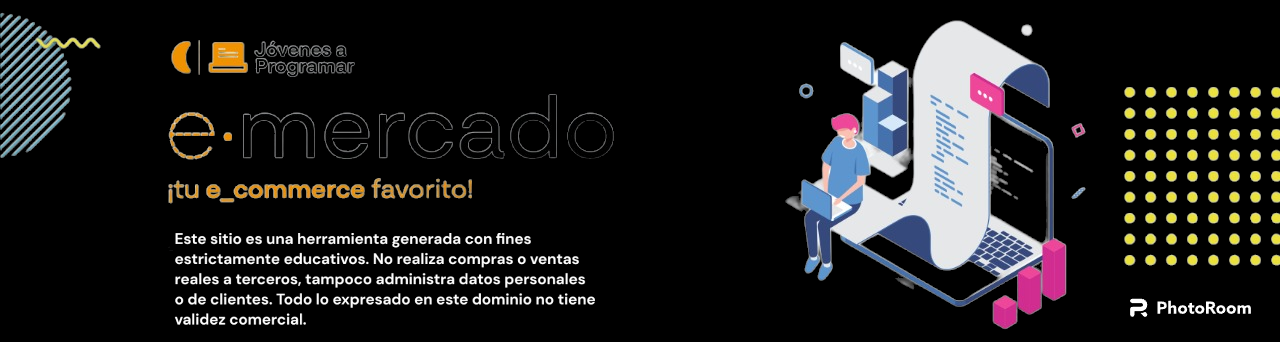 Jóvenes a
Programar
e·mercado
¡tu e_commerce favorito!
Este sitio es una herramienta generada con fines
estrictamente educativos. No realiza compras o ventas
reales a terceros, tampoco administra datos personales
o de clientes. Todo lo expresado en este dominio no tiene
validez comercial.
PhotoRoom